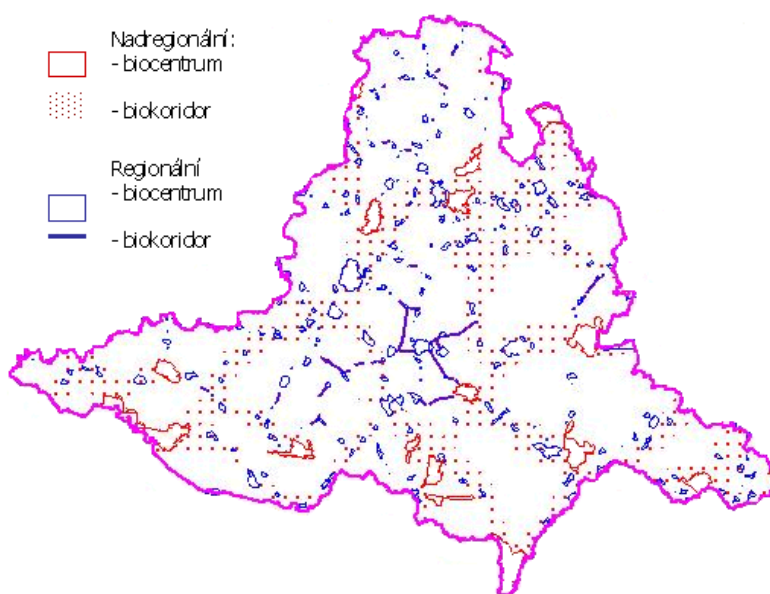 Nadregionální:
- biocentrum
- biokoridor
Regionální
- biocentrum
- biokoridor